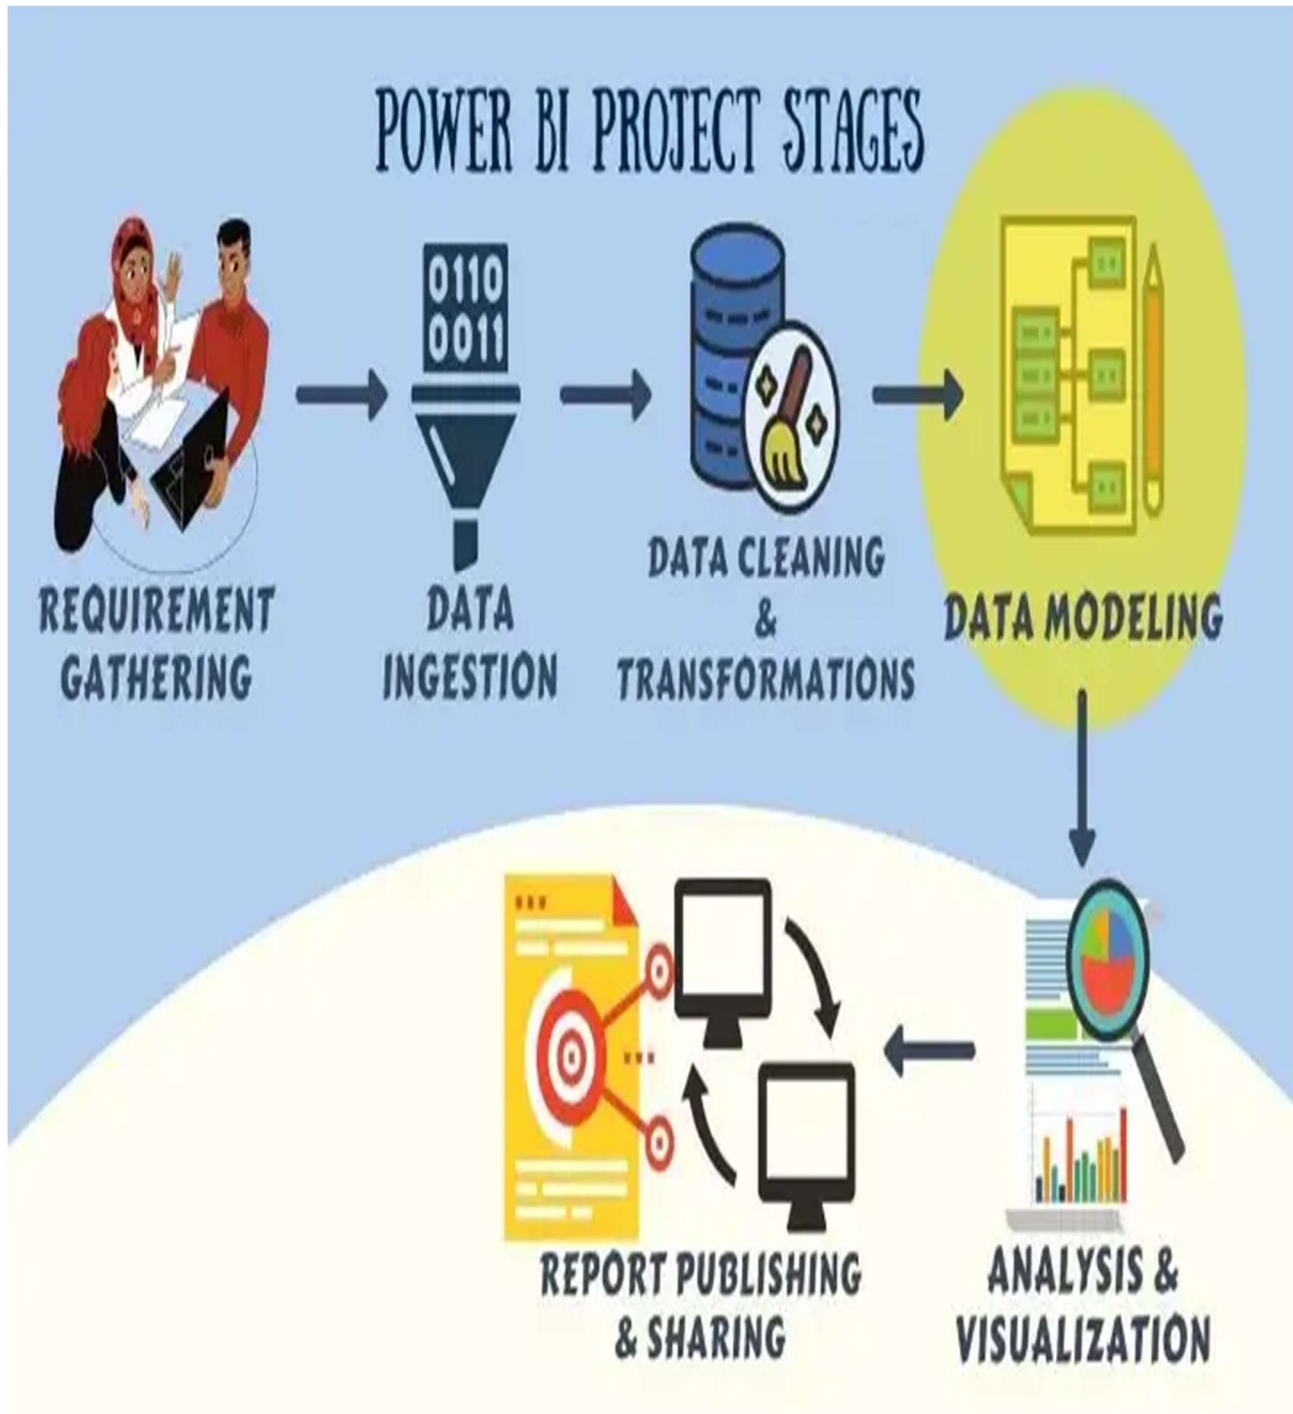 POWER BI PROJECT STAGES
0110
0011
REQUIREMENT
GATHERING
DATA
INGESTION
DATA CLEANING
&
TRANSFORMATIONS
DATA MODELING
REPORT PUBLISHING
& SHARING
ANALYSIS &
VISUALIZATION